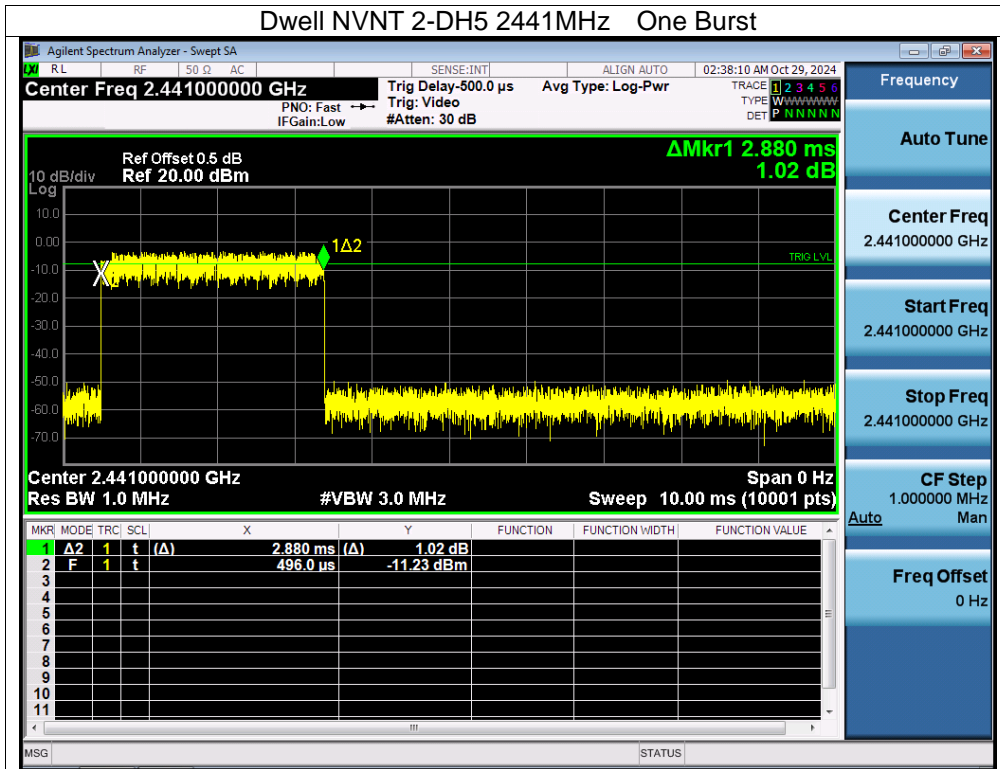 Dwell NVNT 2-DH5 2441MHz One Burst
Agilent Spectrum Analyzer - Swept SA
LXI RL RF 50 Ω AC SENSE:INT ALIGN AUTO 02:38:10 AM Oct 29, 2024
Center Freq 2.441000000 GHz
PNO: Fast
IFGain:Low
Trig Delay-500.0 µs
Trig: Video
#Atten: 30 dB
Avg Type: Log-Pwr
TRACE 1 2 3 4 5 6
TYPE WWWWWW
DET P N N N N N
Frequency
Auto Tune
Center Freq
2.441000000 GHz
Start Freq
2.441000000 GHz
Stop Freq
2.441000000 GHz
CF Step
1.000000 MHz
Auto Man
Freq Offset
0 Hz
ΔMkr1 2.880 ms
1.02 dB
Ref Offset 0.5 dB
10 dB/div Ref 20.00 dBm
Log
10.0
0.00
-10.0
-20.0
-30.0
-40.0
-50.0
-60.0
-70.0
1Δ2
TRIG LVL
X2
Center 2.441000000 GHz Span 0 Hz
Res BW 1.0 MHz #VBW 3.0 MHz Sweep 10.00 ms (10001 pts)
MKR MODE TRC SCL X Y FUNCTION FUNCTION WIDTH FUNCTION VALUE
1 Δ2 1 t (Δ) 2.880 ms (Δ) 1.02 dB
2 F 1 t 496.0 µs -11.23 dBm
3
4
5
6
7
8
9
10
11
MSG STATUS